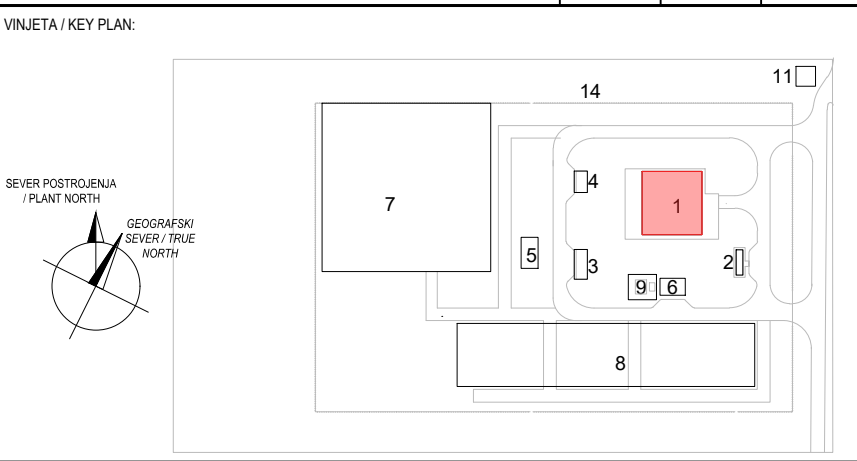 VINJETA / KEY PLAN:
11
14
SEVER POSTROJENJA
/ PLANT NORTH
4
7
1
GEOGRAFSKI
SEVER / TRUE
NORTH
5
3
2
9
6
8